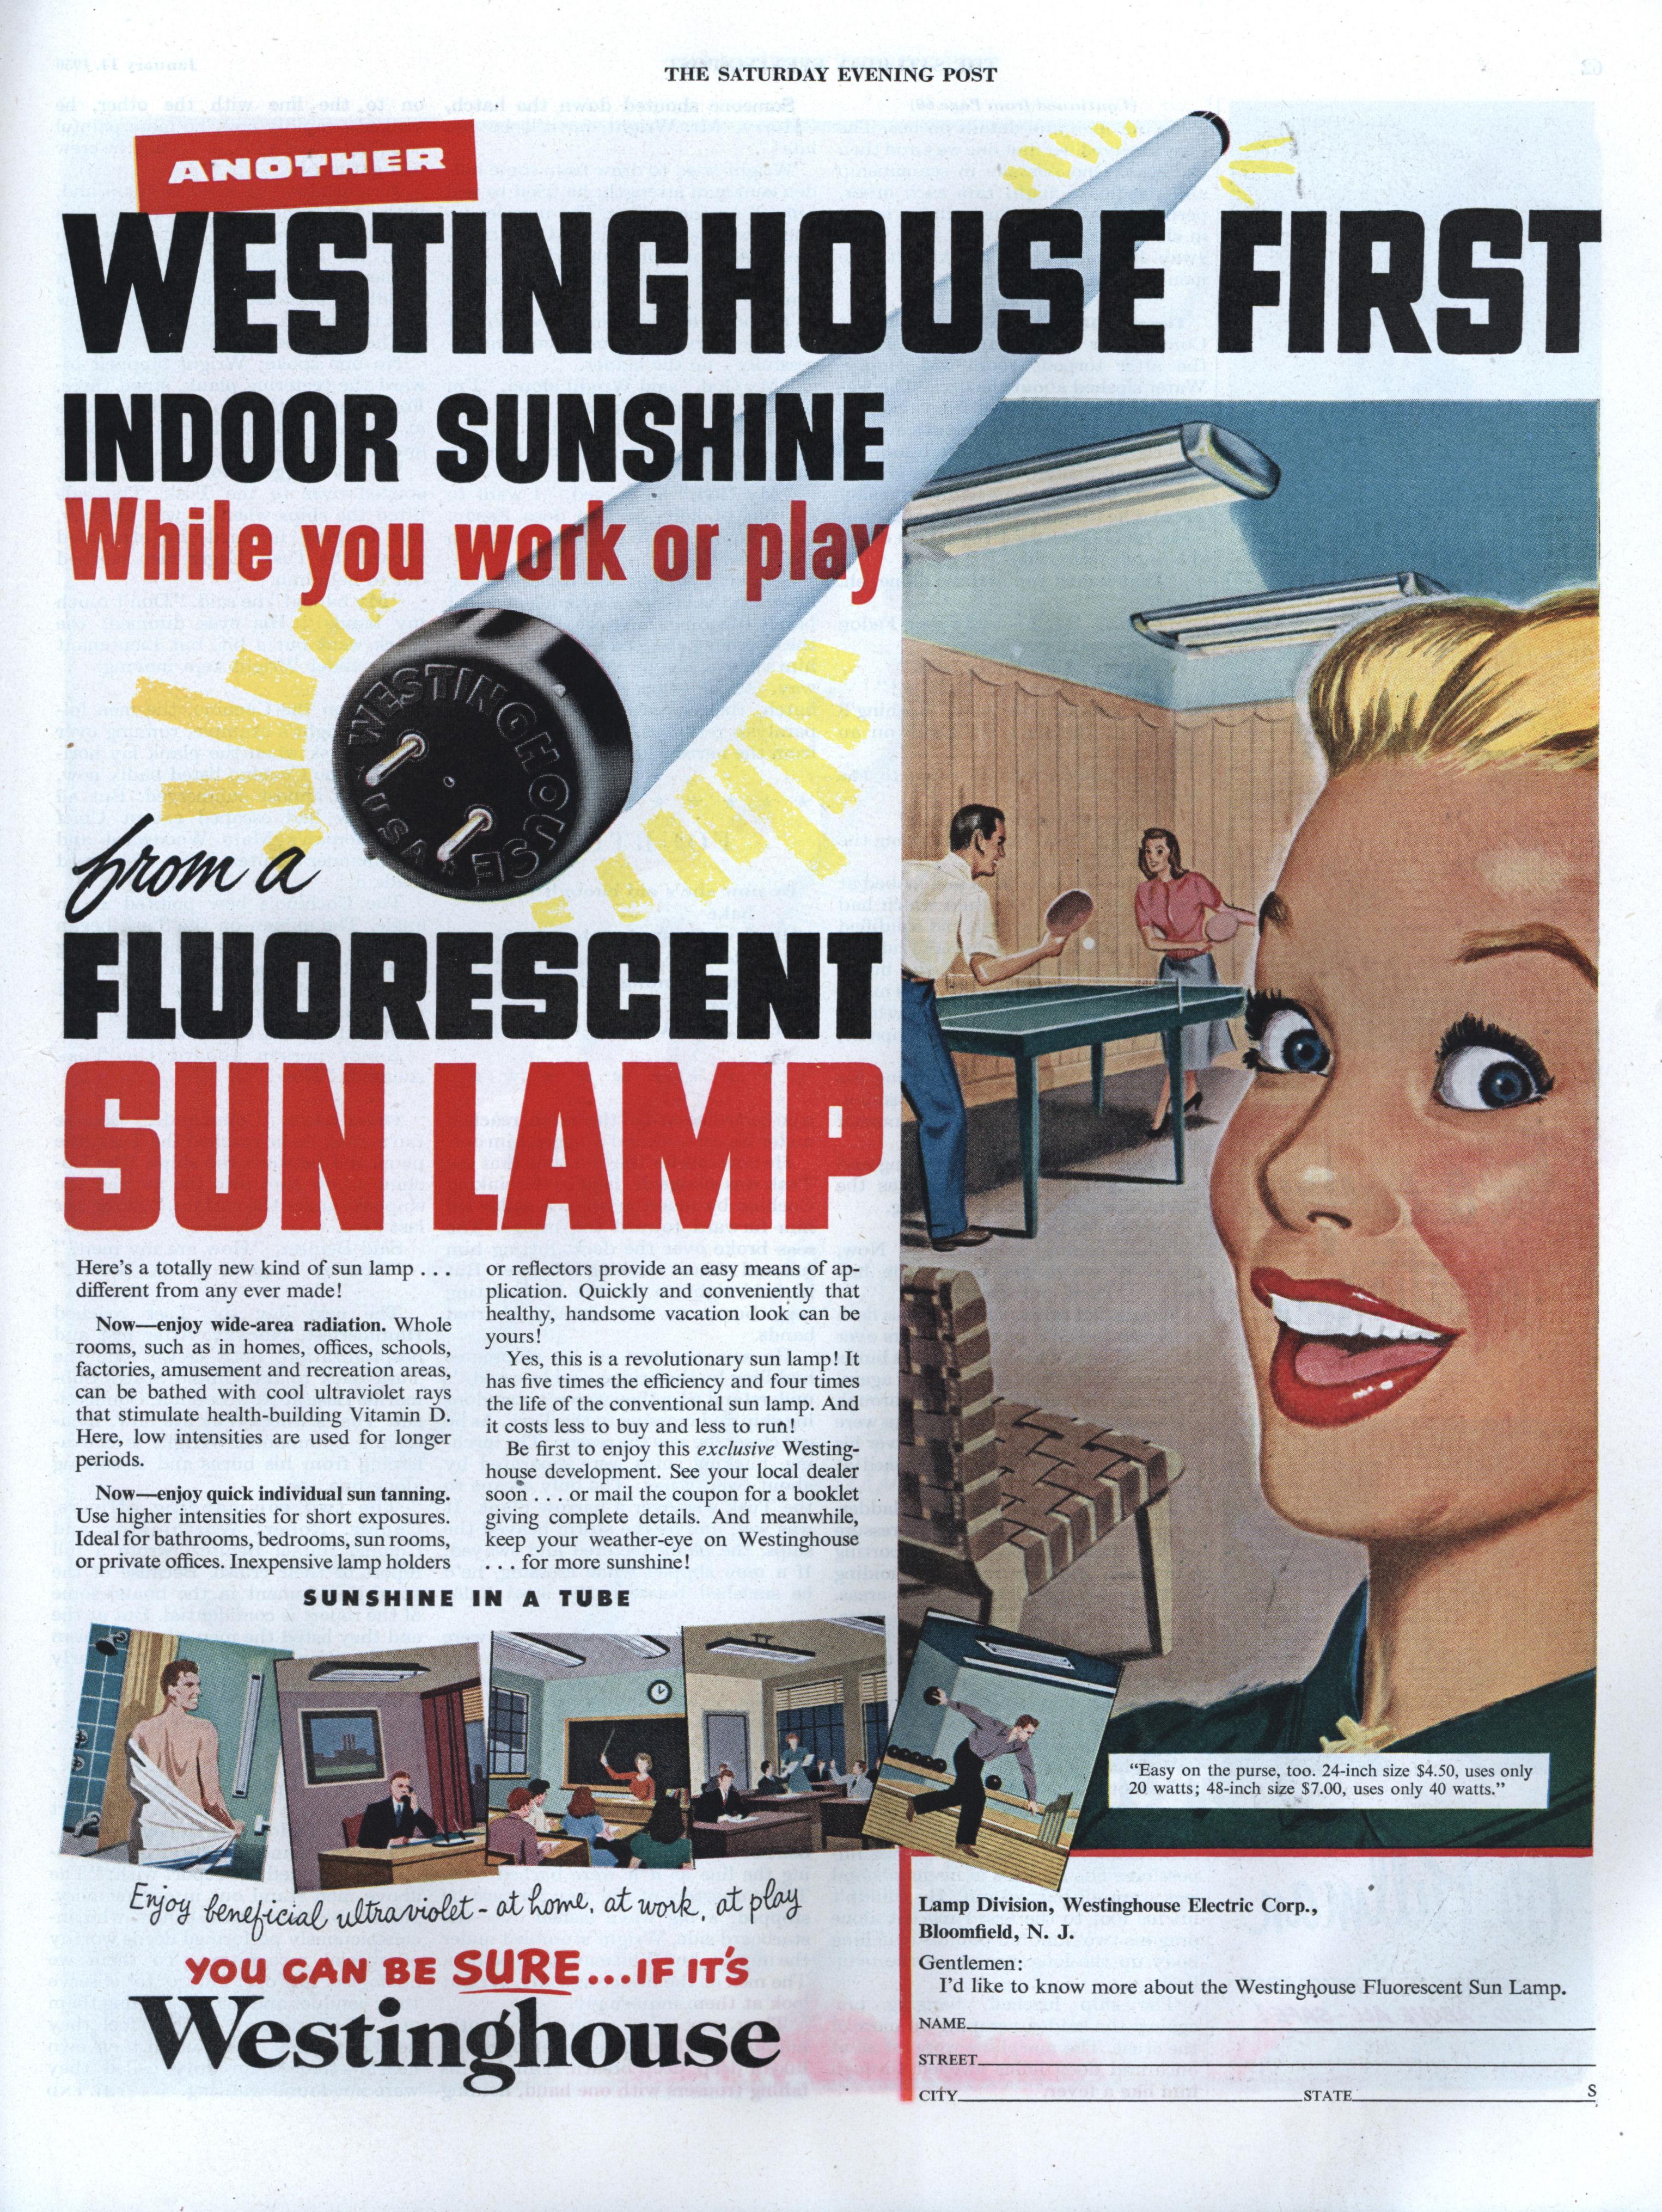 THE SATURDAY EVENING POST
ANOTHER
WESTINGHOUSE FIRST
INDOOR SUNSHINE
While you work or play
WESTINGHOUSE
U.S.A.
from a
FLUORESCENT
SUN LAMP
Here's a totally new kind of sun lamp . . .
different from any ever made!
Now—enjoy wide-area radiation. Whole
rooms, such as in homes, offices, schools,
factories, amusement and recreation areas,
can be bathed with cool ultraviolet rays
that stimulate health-building Vitamin D.
Here, low intensities are used for longer
periods.
Now—enjoy quick individual sun tanning.
Use higher intensities for short exposures.
Ideal for bathrooms, bedrooms, sun rooms,
or private offices. Inexpensive lamp holders
or reflectors provide an easy means of ap-
plication. Quickly and conveniently that
healthy, handsome vacation look can be
yours!
Yes, this is a revolutionary sun lamp! It
has five times the efficiency and four times
the life of the conventional sun lamp. And
it costs less to buy and less to run!
Be first to enjoy this exclusive Westing-
house development. See your local dealer
soon . . . or mail the coupon for a booklet
giving complete details. And meanwhile,
keep your weather-eye on Westinghouse
. . . for more sunshine!
SUNSHINE IN A TUBE
"Easy on the purse, too. 24-inch size $4.50, uses only
20 watts; 48-inch size $7.00, uses only 40 watts."
Enjoy beneficial ultraviolet - at home, at work, at play
YOU CAN BE SURE...IF IT'S
Westinghouse
Lamp Division, Westinghouse Electric Corp.,
Bloomfield, N. J.
Gentlemen:
I'd like to know more about the Westinghouse Fluorescent Sun Lamp.
NAME
STREET
CITY STATE S